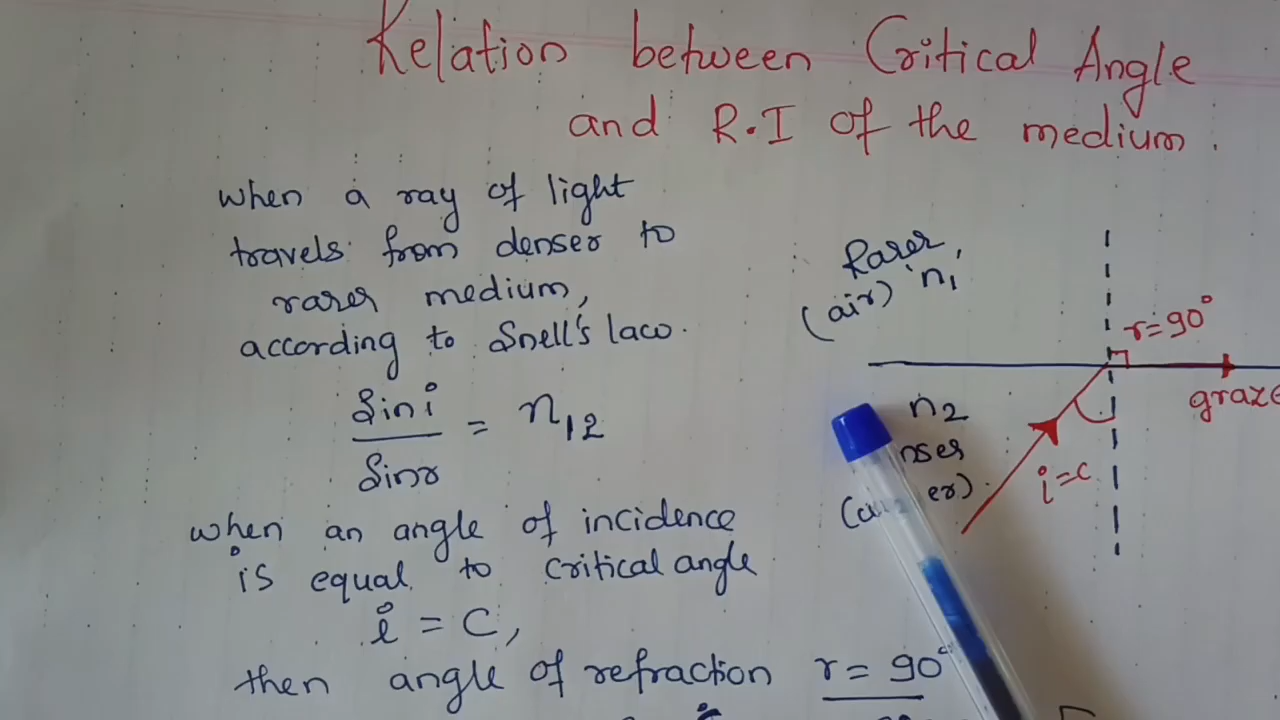 Relation between Critical Angle
and R.I of the medium.
when a ray of light
travels from denser to
rarer medium,
according to Snell's law.
Sin i / Sin r = n12
when an angle of incidence
is equal to critical angle
i = C,
then angle of refraction r = 90°
Rarer, n1
(air)
r=90°
n2
i=c